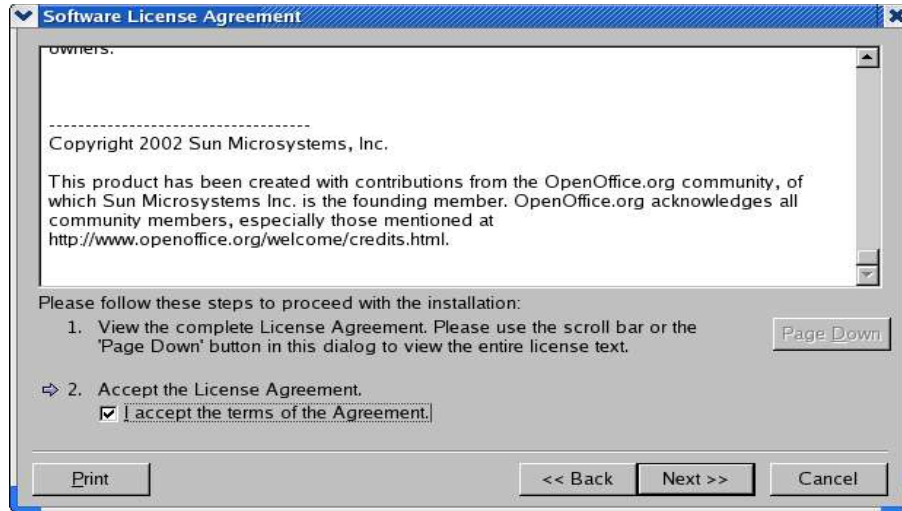 Software License Agreement
owners.
----------------------------------
Copyright 2002 Sun Microsystems, Inc.
This product has been created with contributions from the OpenOffice.org community, of
which Sun Microsystems Inc. is the founding member. OpenOffice.org acknowledges all
community members, especially those mentioned at
http://www.openoffice.org/welcome/credits.html.
Please follow these steps to proceed with the installation:
1. View the complete License Agreement. Please use the scroll bar or the
'Page Down' button in this dialog to view the entire license text.
Page Down
2. Accept the License Agreement.
I accept the terms of the Agreement.
Print
<< Back
Next >>
Cancel